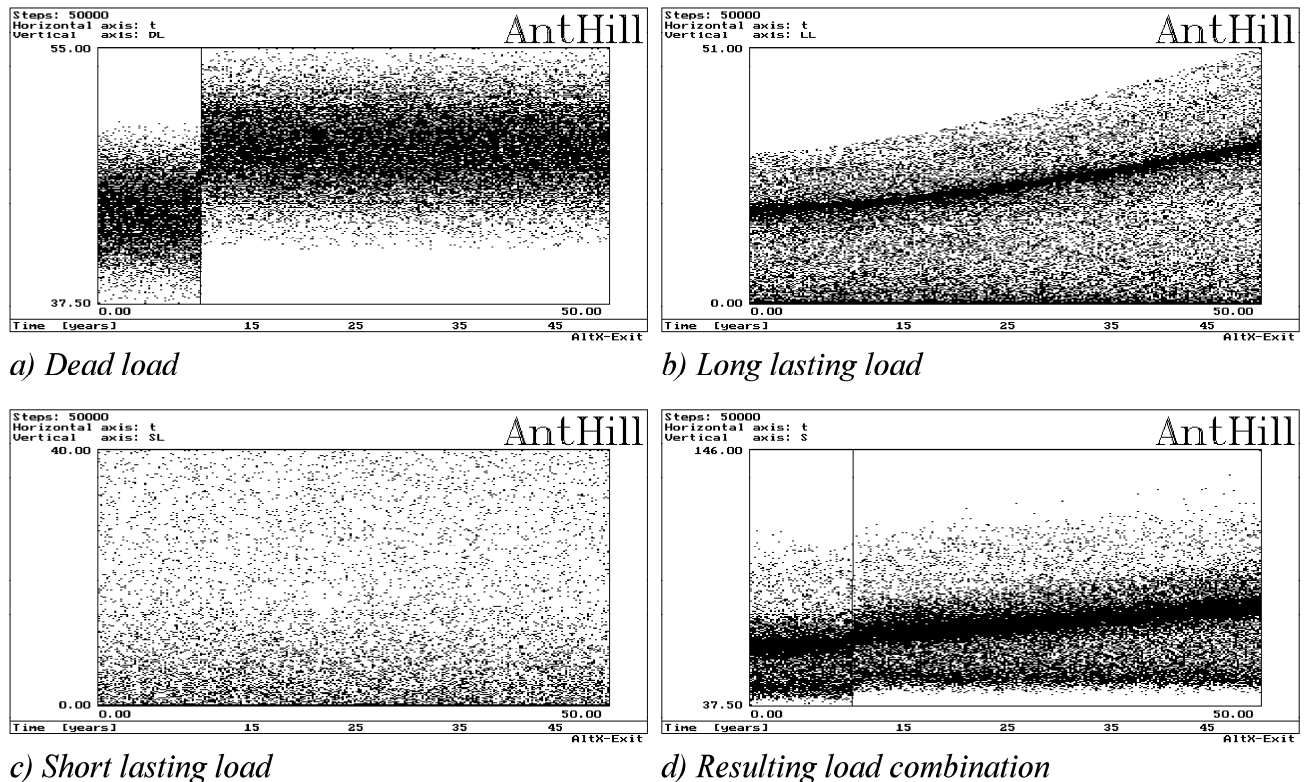 Steps: 50000
Horizontal axis: t
Vertical axis: DL
AntHill
55.00
37.50
0.00
50.00
Time [years]
15
25
35
45
AltX-Exit
a) Dead load
Steps: 50000
Horizontal axis: t
Vertical axis: LL
AntHill
51.00
0.00
0.00
50.00
Time [years]
15
25
35
45
AltX-Exit
b) Long lasting load
Steps: 50000
Horizontal axis: t
Vertical axis: SL
AntHill
40.00
0.00
0.00
50.00
Time [years]
15
25
35
45
AltX-Exit
c) Short lasting load
Steps: 50000
Horizontal axis: t
Vertical axis: S
AntHill
146.00
37.50
0.00
50.00
Time [years]
15
25
35
45
AltX-Exit
d) Resulting load combination